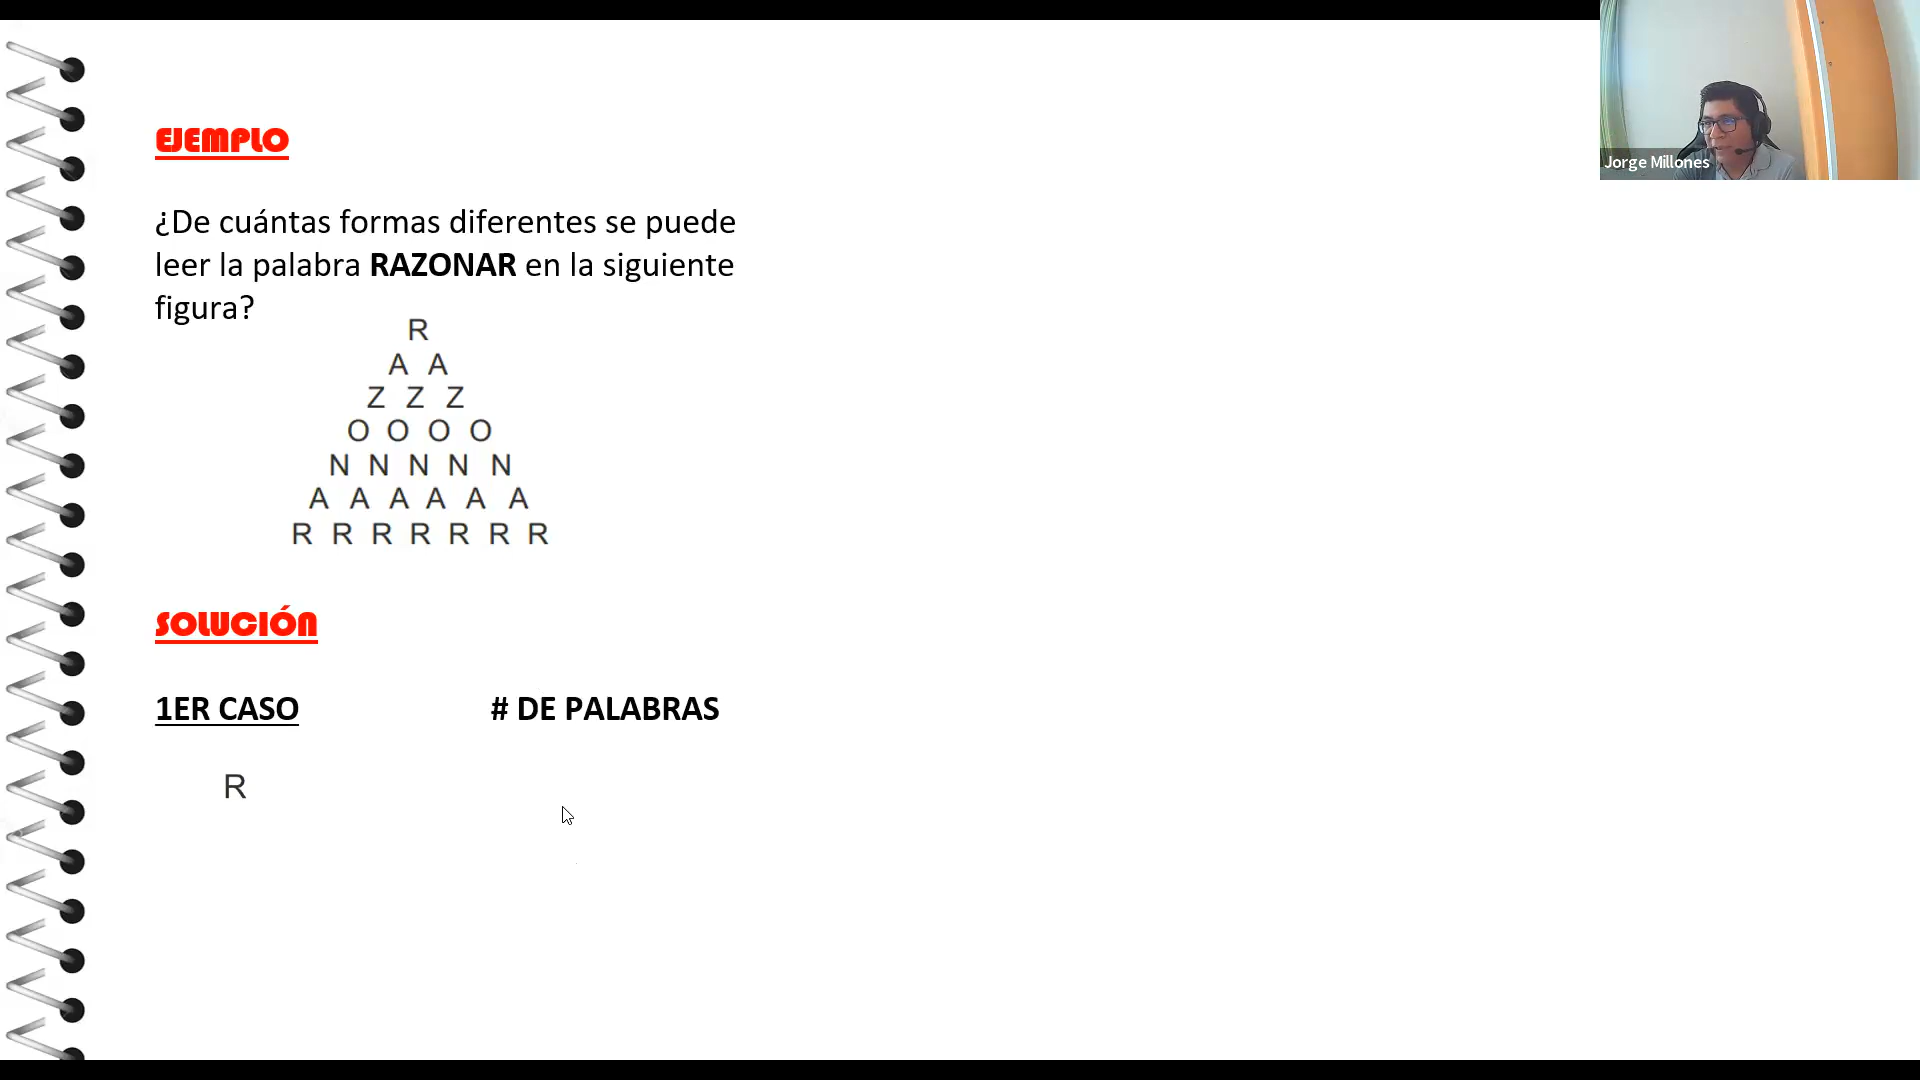 EJEMPLO
¿De cuántas formas diferentes se puede
leer la palabra RAZONAR en la siguiente
figura?
R
A A
Z Z Z
O O O O
N N N N N
A A A A A A
R R R R R R R
SOLUCIÓN
1ER CASO # DE PALABRAS
R
Jorge Millones